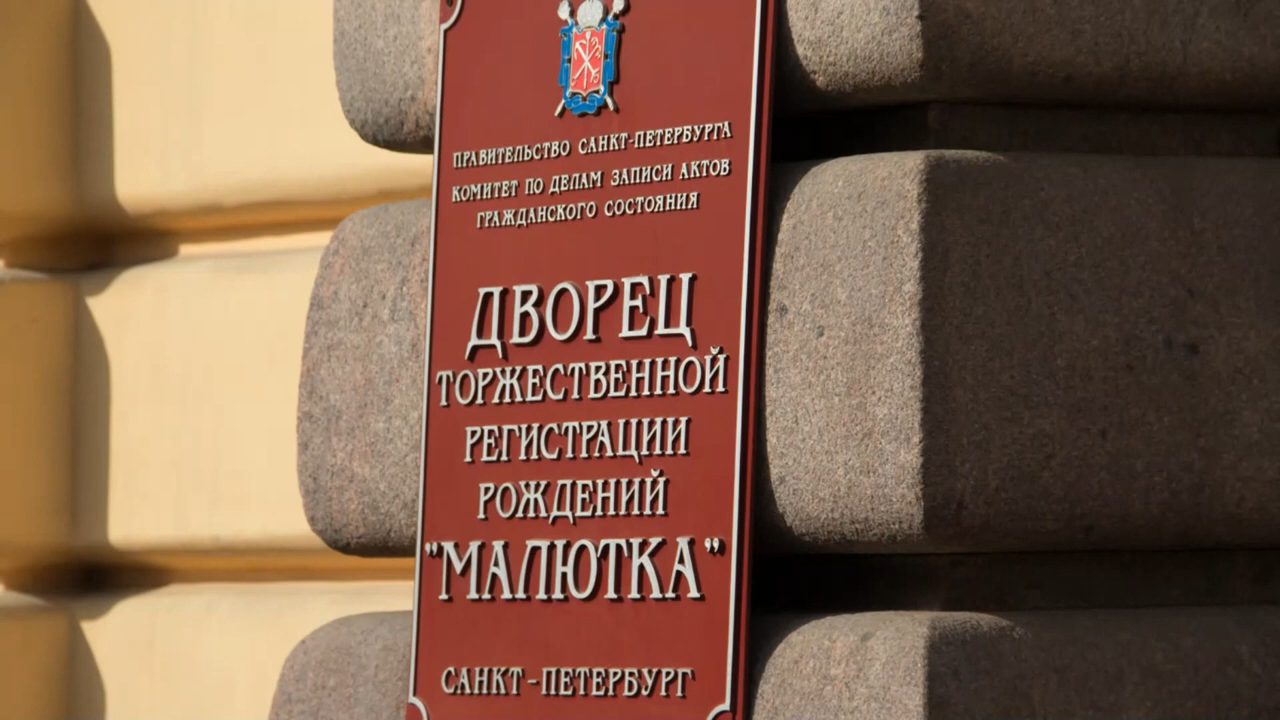 ПРАВИТЕЛЬСТВО САНКТ-ПЕТЕРБУРГА
КОМИТЕТ ПО ДЕЛАМ ЗАПИСИ АКТОВ
ГРАЖДАНСКОГО СОСТОЯНИЯ
ДВОРЕЦ
ТОРЖЕСТВЕННОЙ
РЕГИСТРАЦИИ
РОЖДЕНИЙ
"МАЛЮТКА"
САНКТ-ПЕТЕРБУРГ